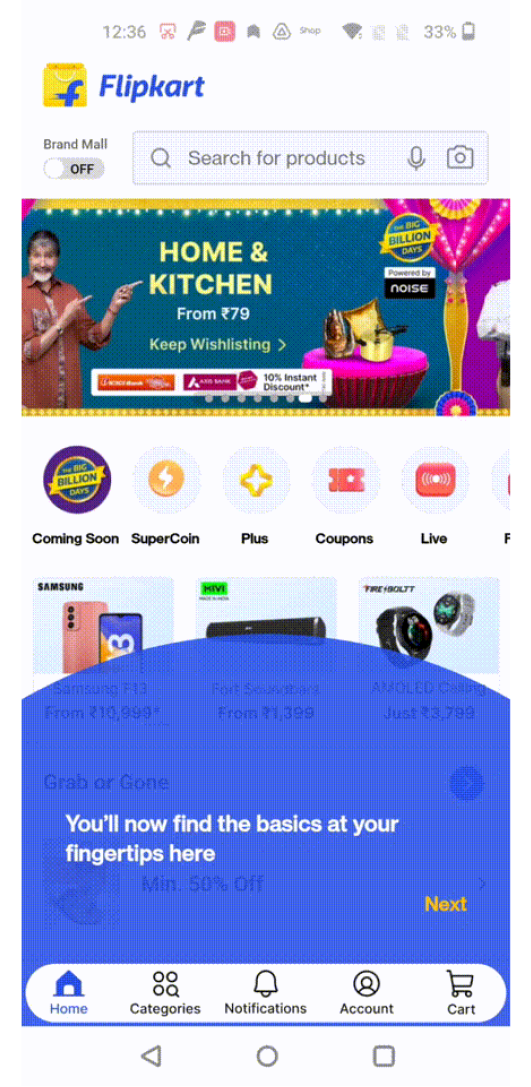 12:36 Shop 33%
Flipkart
Brand Mall
OFF
Search for products
THE BIG
BILLION
DAYS
Powered by
NOISE
HOME &
KITCHEN
From ₹79
Keep Wishlisting >
ICICI Bank AXIS BANK 10% Instant
Discount*
THE BIG
BILLION
DAYS
Coming Soon SuperCoin Plus Coupons Live F
SAMSUNG MIVI FIRE-BOLTT
MADE IN INDIA
Samsung F13 Fort Soundbars AMOLED Calling
From ₹10,999* From ₹1,399 Just ₹3,799
Grab or Gone
You'll now find the basics at your
fingertips here
Min. 50% Off
Next
Home Categories Notifications Account Cart